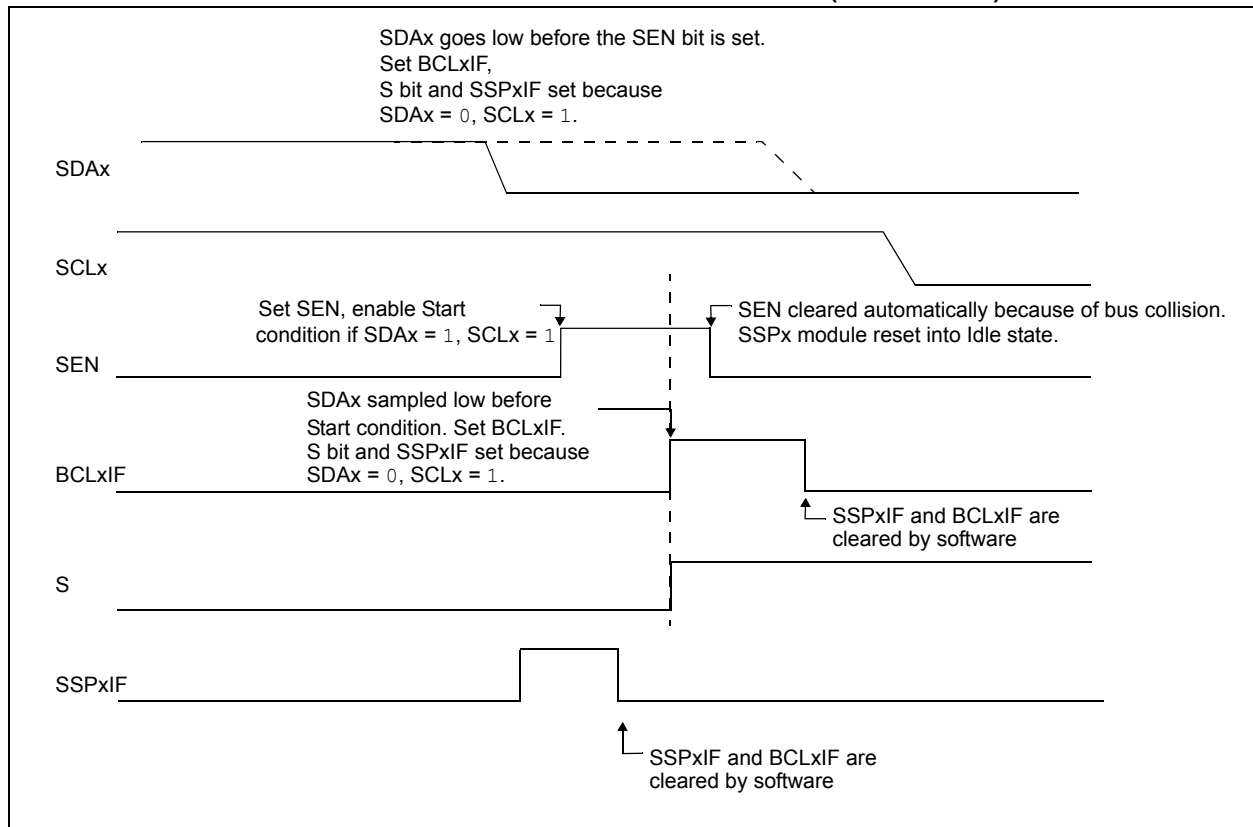 SDAx goes low before the SEN bit is set.
Set BCLxIF,
S bit and SSPxIF set because
SDAx = 0, SCLx = 1.
SDAx
SCLx
Set SEN, enable Start
condition if SDAx = 1, SCLx = 1
SEN cleared automatically because of bus collision.
SSPx module reset into Idle state.
SEN
SDAx sampled low before
Start condition. Set BCLxIF.
S bit and SSPxIF set because
SDAx = 0, SCLx = 1.
BCLxIF
SSPxIF and BCLxIF are
cleared by software
S
SSPxIF
SSPxIF and BCLxIF are
cleared by software